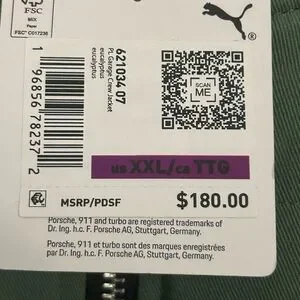 FSC
MIX
Paper
FSC® C017236
®
621034 07
PL Garage Crew Jacket
eucalyptus
eucalyptus
SCAN
ME
1 96856 78237 2
US XXL/CA TTG
MSRP/PDSF
$180.00
Porsche, 911 and turbo are registered trademarks of
Dr. Ing. h.c. F. Porsche AG, Stuttgart, Germany.
Porsche, 911 et turbo sont des marques enregistrées
par Dr. Ing. h.c. F. Porsche AG, Stuttgart, Germany.